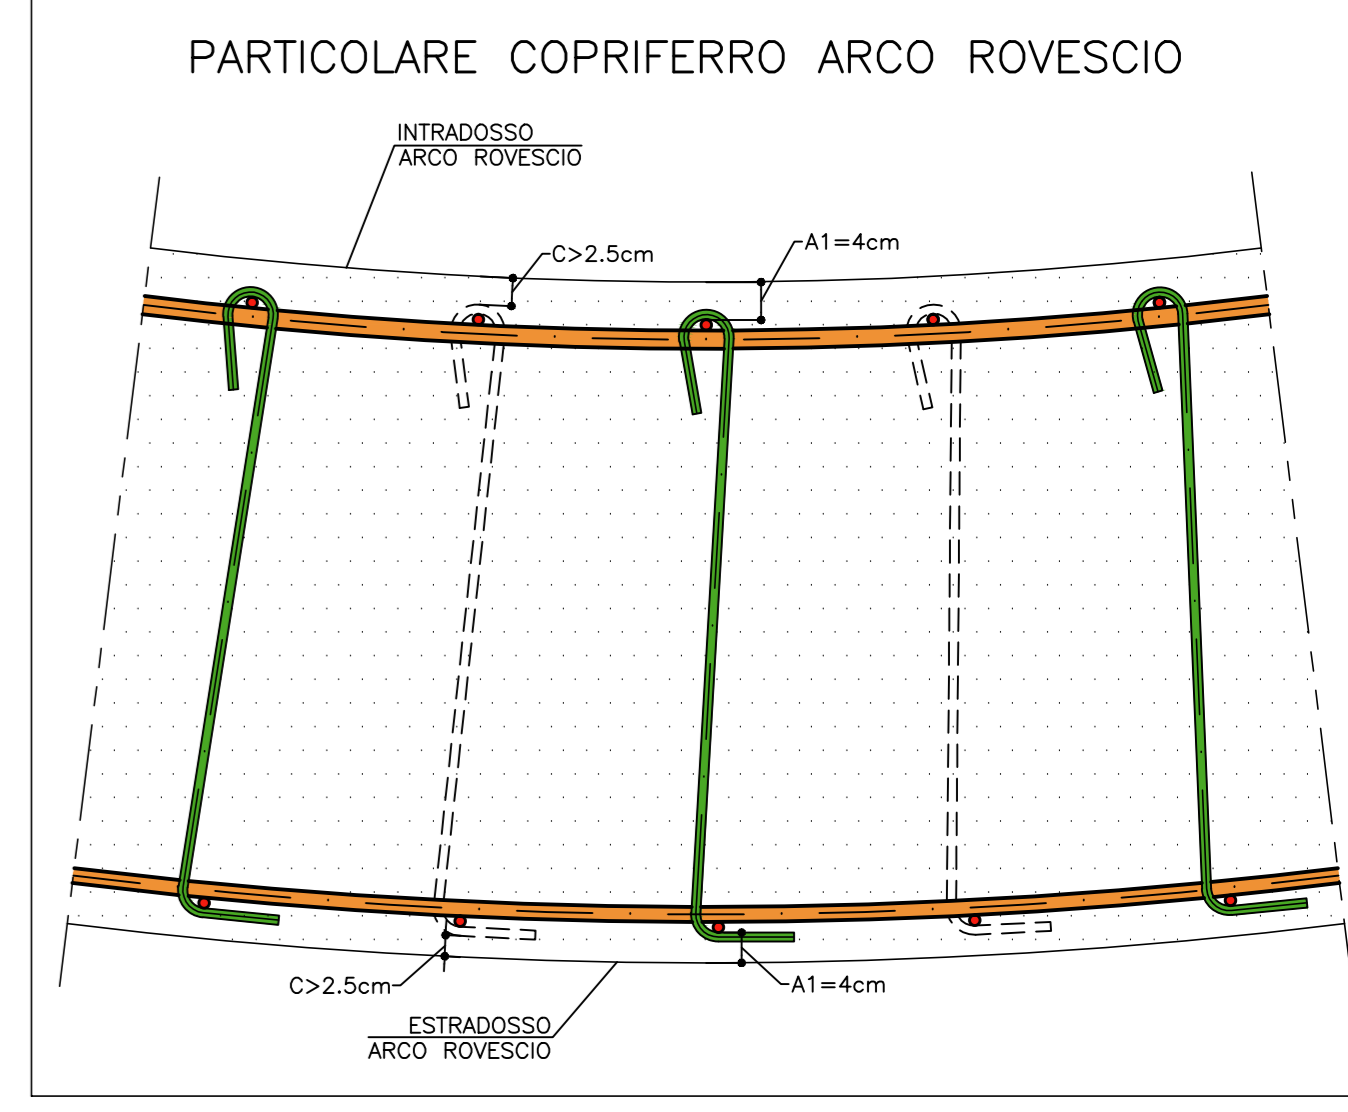 PARTICOLARE COPRIFERRO ARCO ROVESCIO
INTRADOSSO
ARCO ROVESCIO
C>2.5cm
A1=4cm
C>2.5cm
A1=4cm
ESTRADOSSO
ARCO ROVESCIO